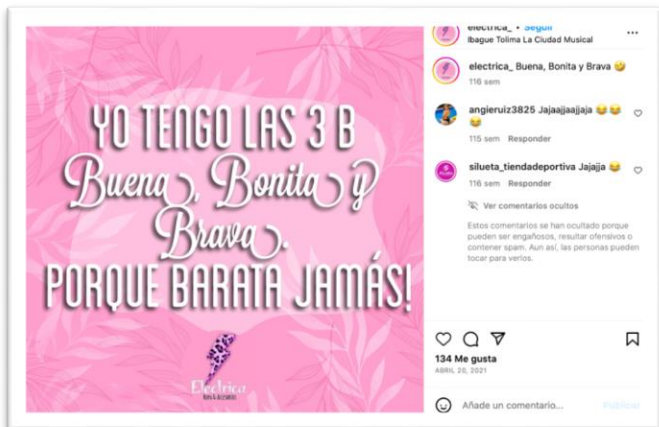 YO TENGO LAS 3 B
Buena, Bonita y
Brava.
PORQUE BARATA JAMÁS!
Eléctrica
electrica_ • Seguir
Ibague Tolima La Ciudad Musical
electrica_ Buena, Bonita y Brava 🤣
116 sem
angieruiz3825 Jajaajjaajjaja 😂😂
😂
115 sem Responder
silueta_tiendadeportiva Jajajja 😂
116 sem Responder
Ver comentarios ocultos
Estos comentarios se han ocultado porque
pueden ser engañosos, resultar ofensivos o
contener spam. Aun así, las personas pueden
tocar para verlos.
134 Me gusta
ABRIL 20, 2021
Añade un comentario... Publicar